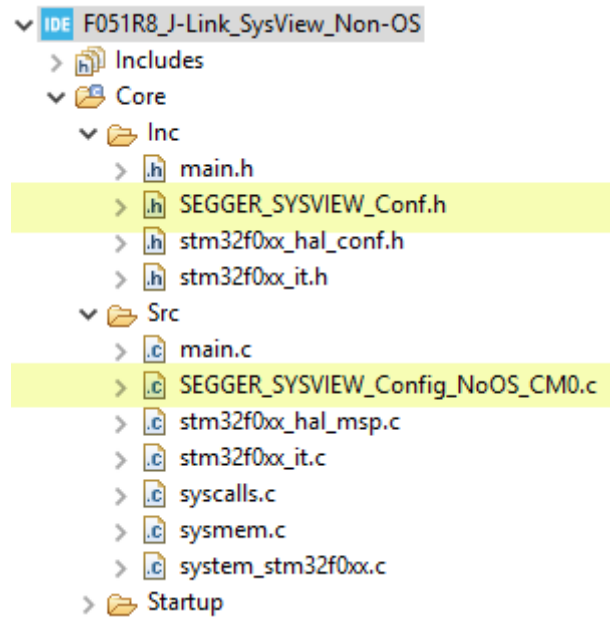 IDE F051R8_J-Link_SysView_Non-OS
Includes
Core
Inc
.h main.h
.h SEGGER_SYSVIEW_Conf.h
.h stm32f0xx_hal_conf.h
.h stm32f0xx_it.h
Src
.c main.c
.c SEGGER_SYSVIEW_Config_NoOS_CM0.c
.c stm32f0xx_hal_msp.c
.c stm32f0xx_it.c
.c syscalls.c
.c sysmem.c
.c system_stm32f0xx.c
Startup